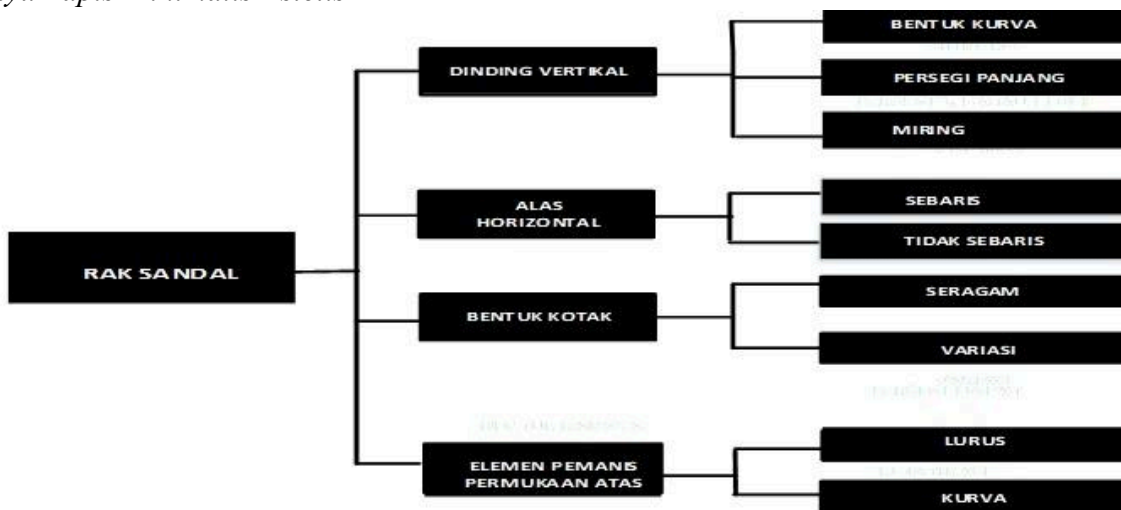 BENTUK KURVA
DINDING VERTIKAL
PERSEGI PANJANG
MIRING
ALAS
HORIZONTAL
SEBARIS
TIDAK SEBARIS
RAK SANDAL
SERAGAM
BENTUK KOTAK
VARIASI
ELEMEN PEMANIS
PERMUKAAN ATAS
LURUS
KURVA